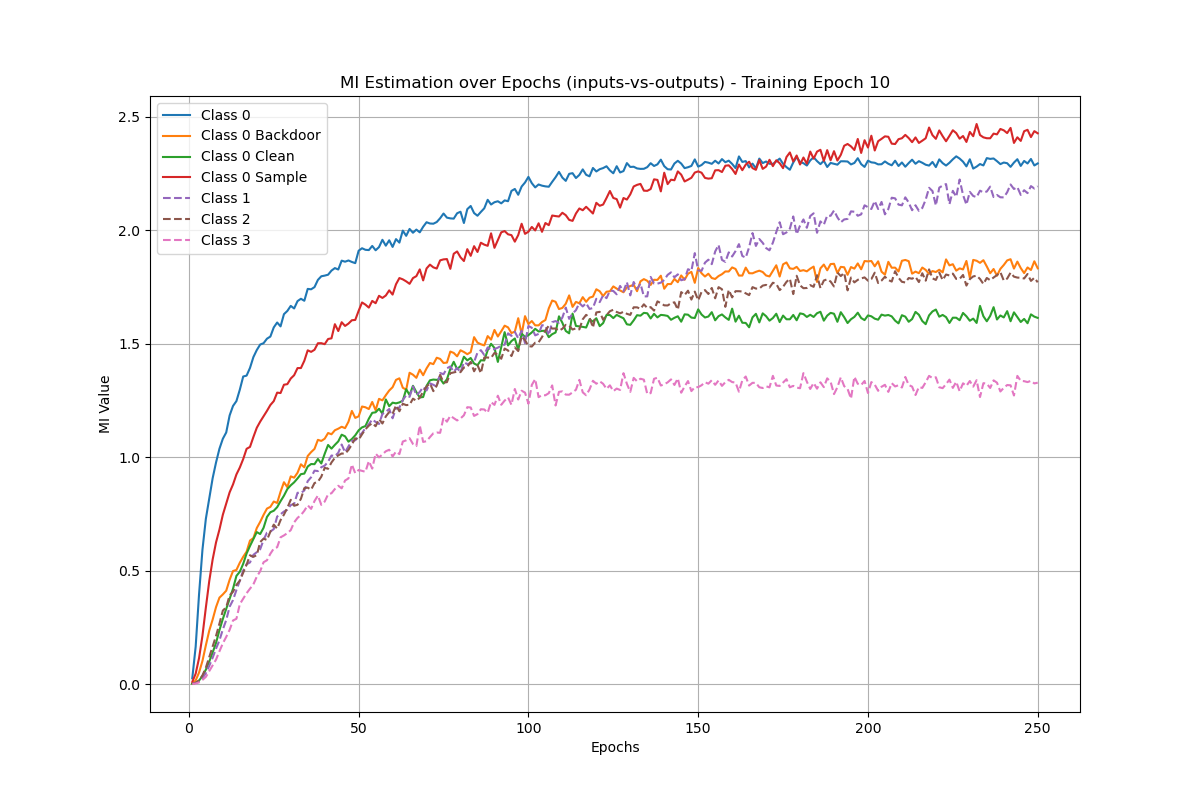 MI Estimation over Epochs (inputs-vs-outputs) - Training Epoch 10
Class 0
Class 0 Backdoor
Class 0 Clean
Class 0 Sample
Class 1
Class 2
Class 3
MI Value
2.5
2.0
1.5
1.0
0.5
0.0
0
50
100
150
200
250
Epochs